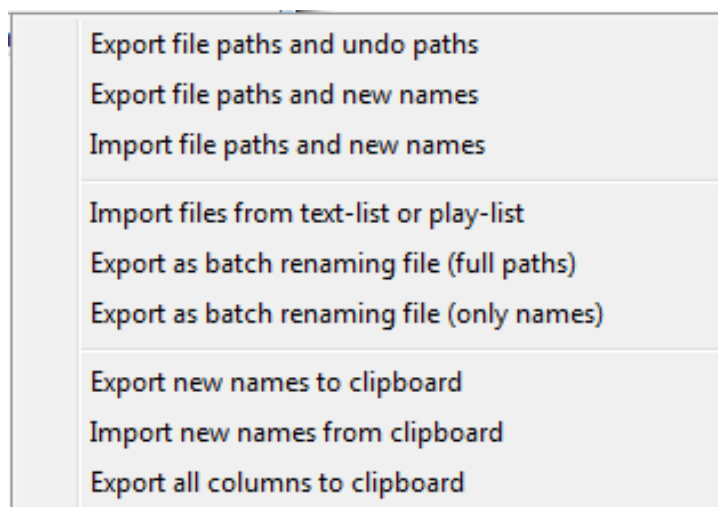 Export file paths and undo paths
Export file paths and new names
Import file paths and new names
Import files from text-list or play-list
Export as batch renaming file (full paths)
Export as batch renaming file (only names)
Export new names to clipboard
Import new names from clipboard
Export all columns to clipboard